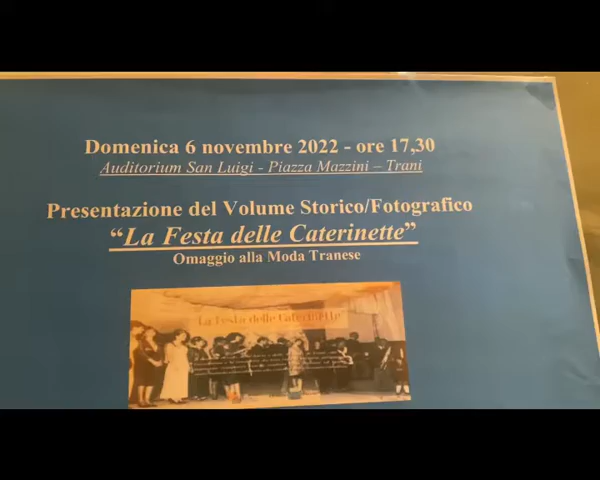 Domenica 6 novembre 2022 - ore 17,30
Auditorium San Luigi - Piazza Mazzini – Trani
Presentazione del Volume Storico/Fotografico
“La Festa delle Caterinette”
Omaggio alla Moda Tranese
La Festa delle Caterinette